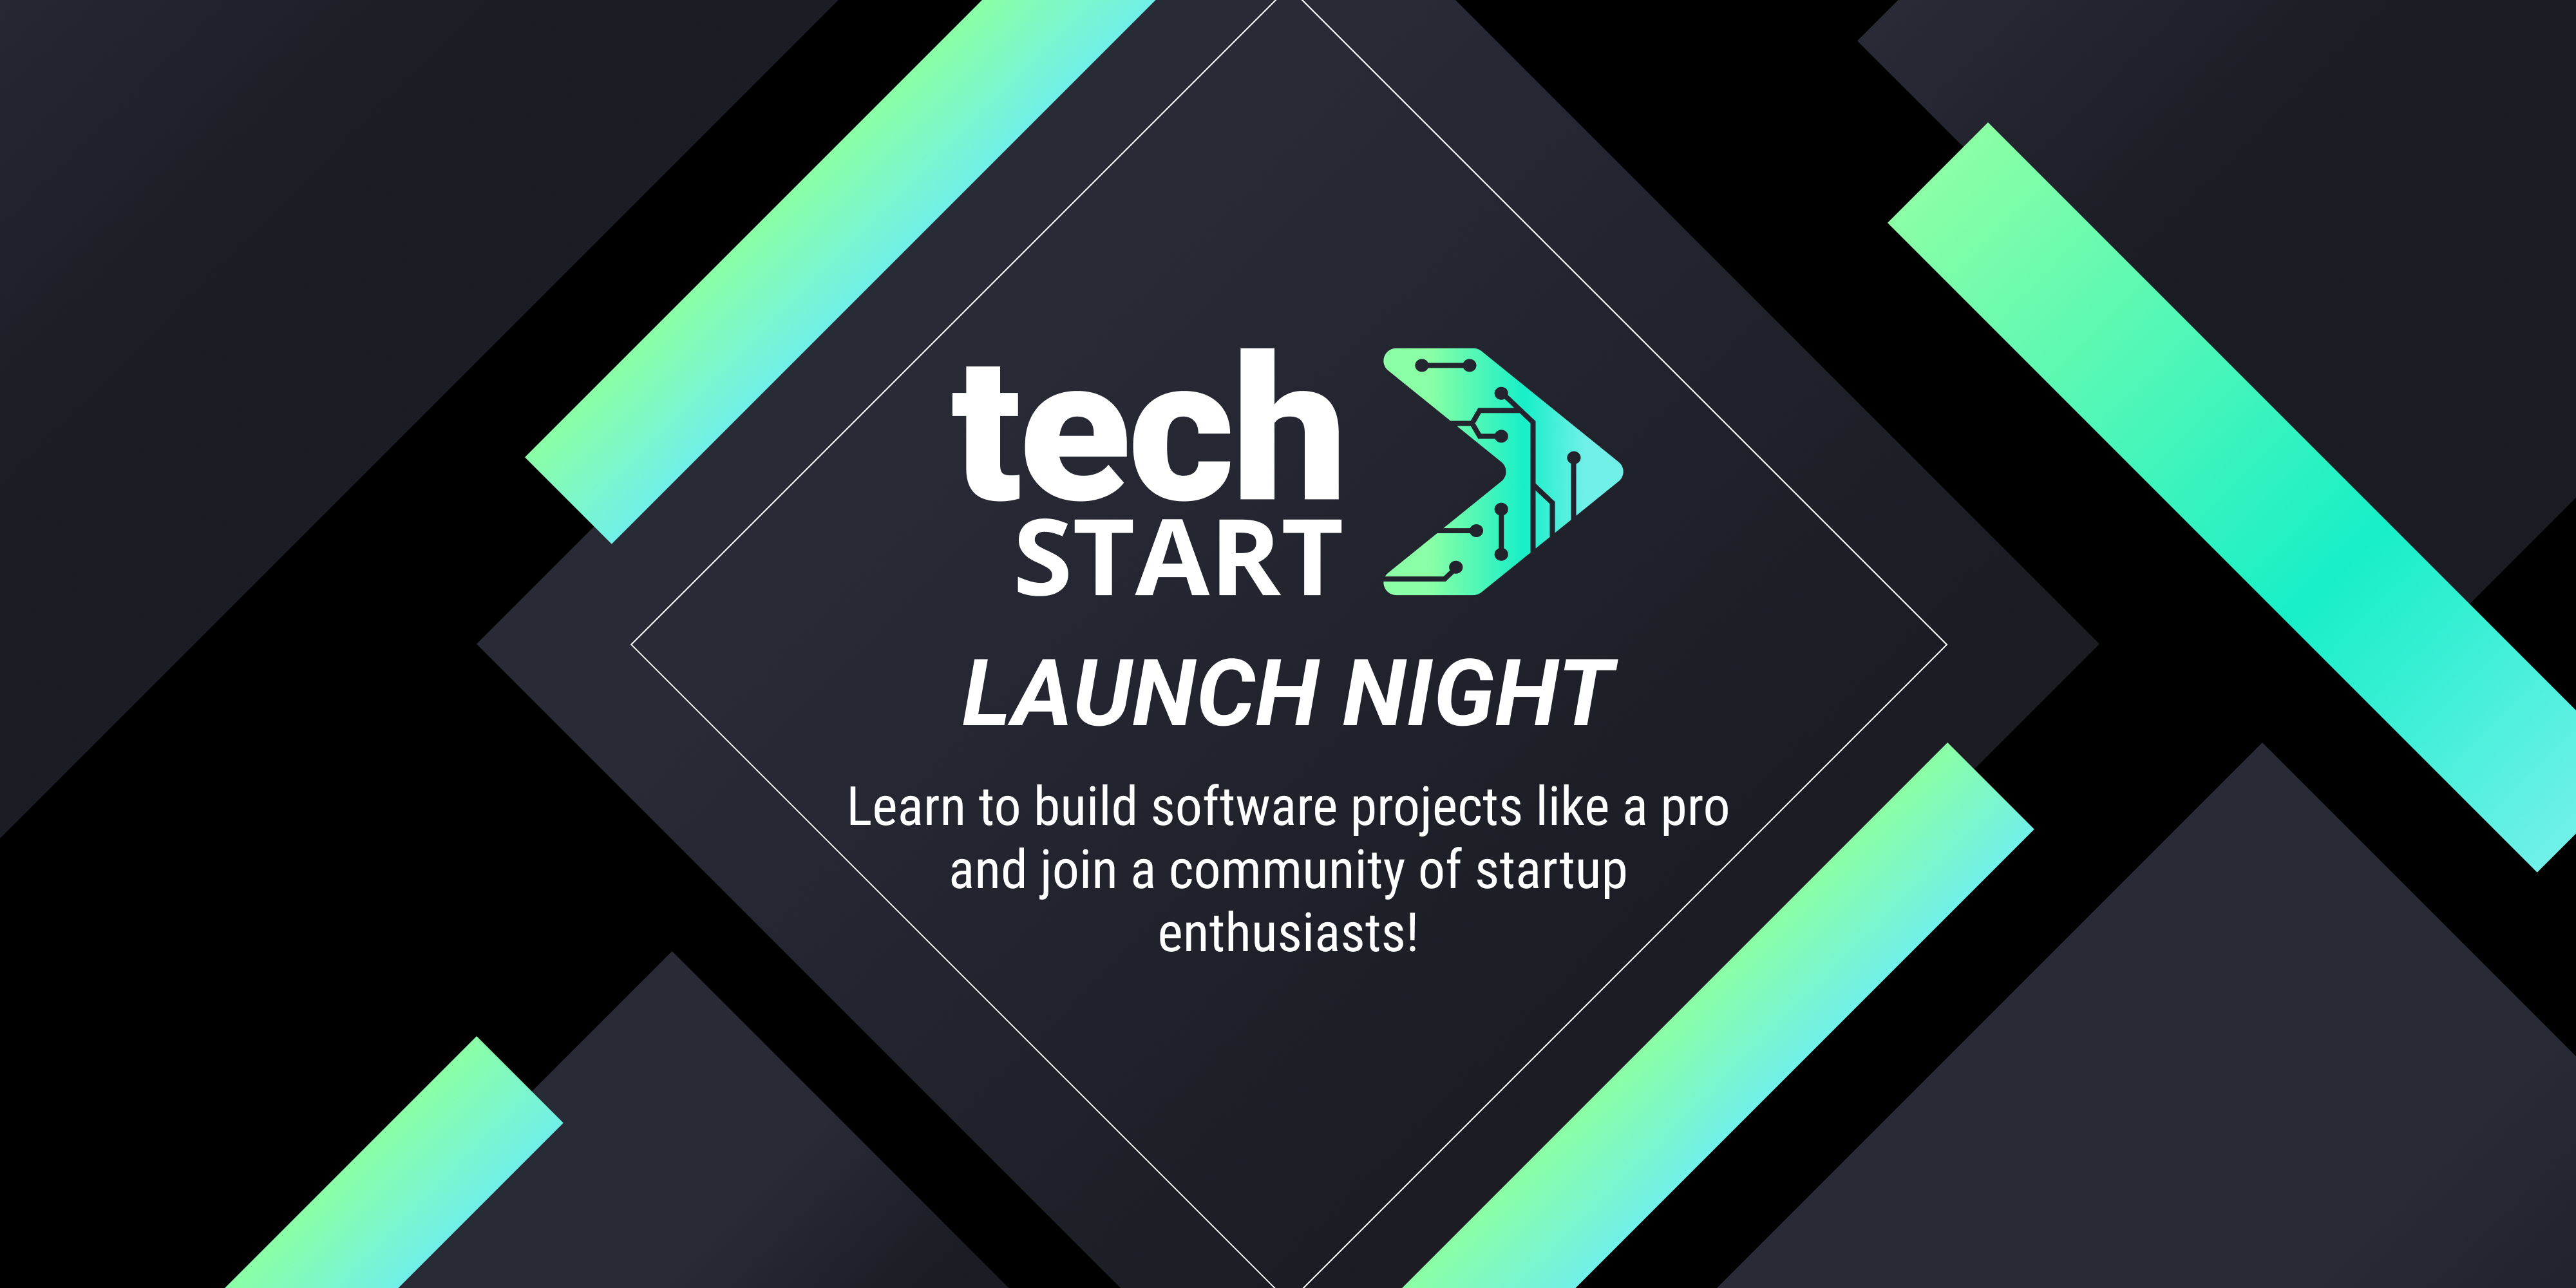 tech
START
LAUNCH NIGHT
Learn to build software projects like a pro
and join a community of startup
enthusiasts!